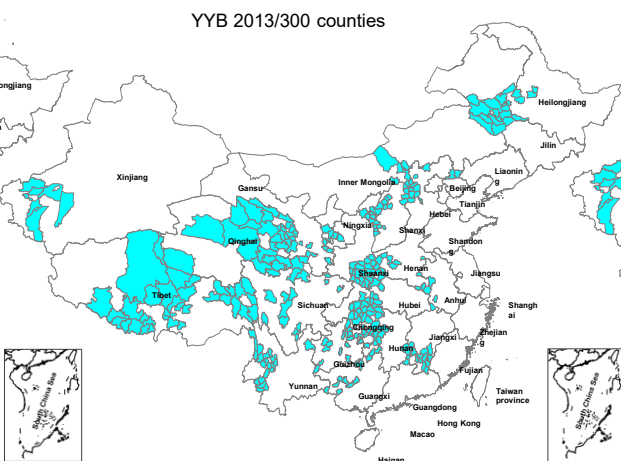 YYB 2013/300 counties
ongjiang
Heilongjiang
Jilin
Xinjiang
Liaonin
g
Gansu
Inner Mongolia
Beijing
Tianjin
Hebei
Ningxia
Shanxi
Qinghai
Shandon
g
Shaanxi
Henan
Jiangsu
Tibet
Sichuan
Hubei
Anhui
Shangh
ai
Chongqing
Zhejian
g
Hunan
Jiangxi
Guizhou
Fujian
Yunnan
Guangxi
Guangdong
Taiwan
province
Hong Kong
Macao
Hainan
South China Sea
South China Sea